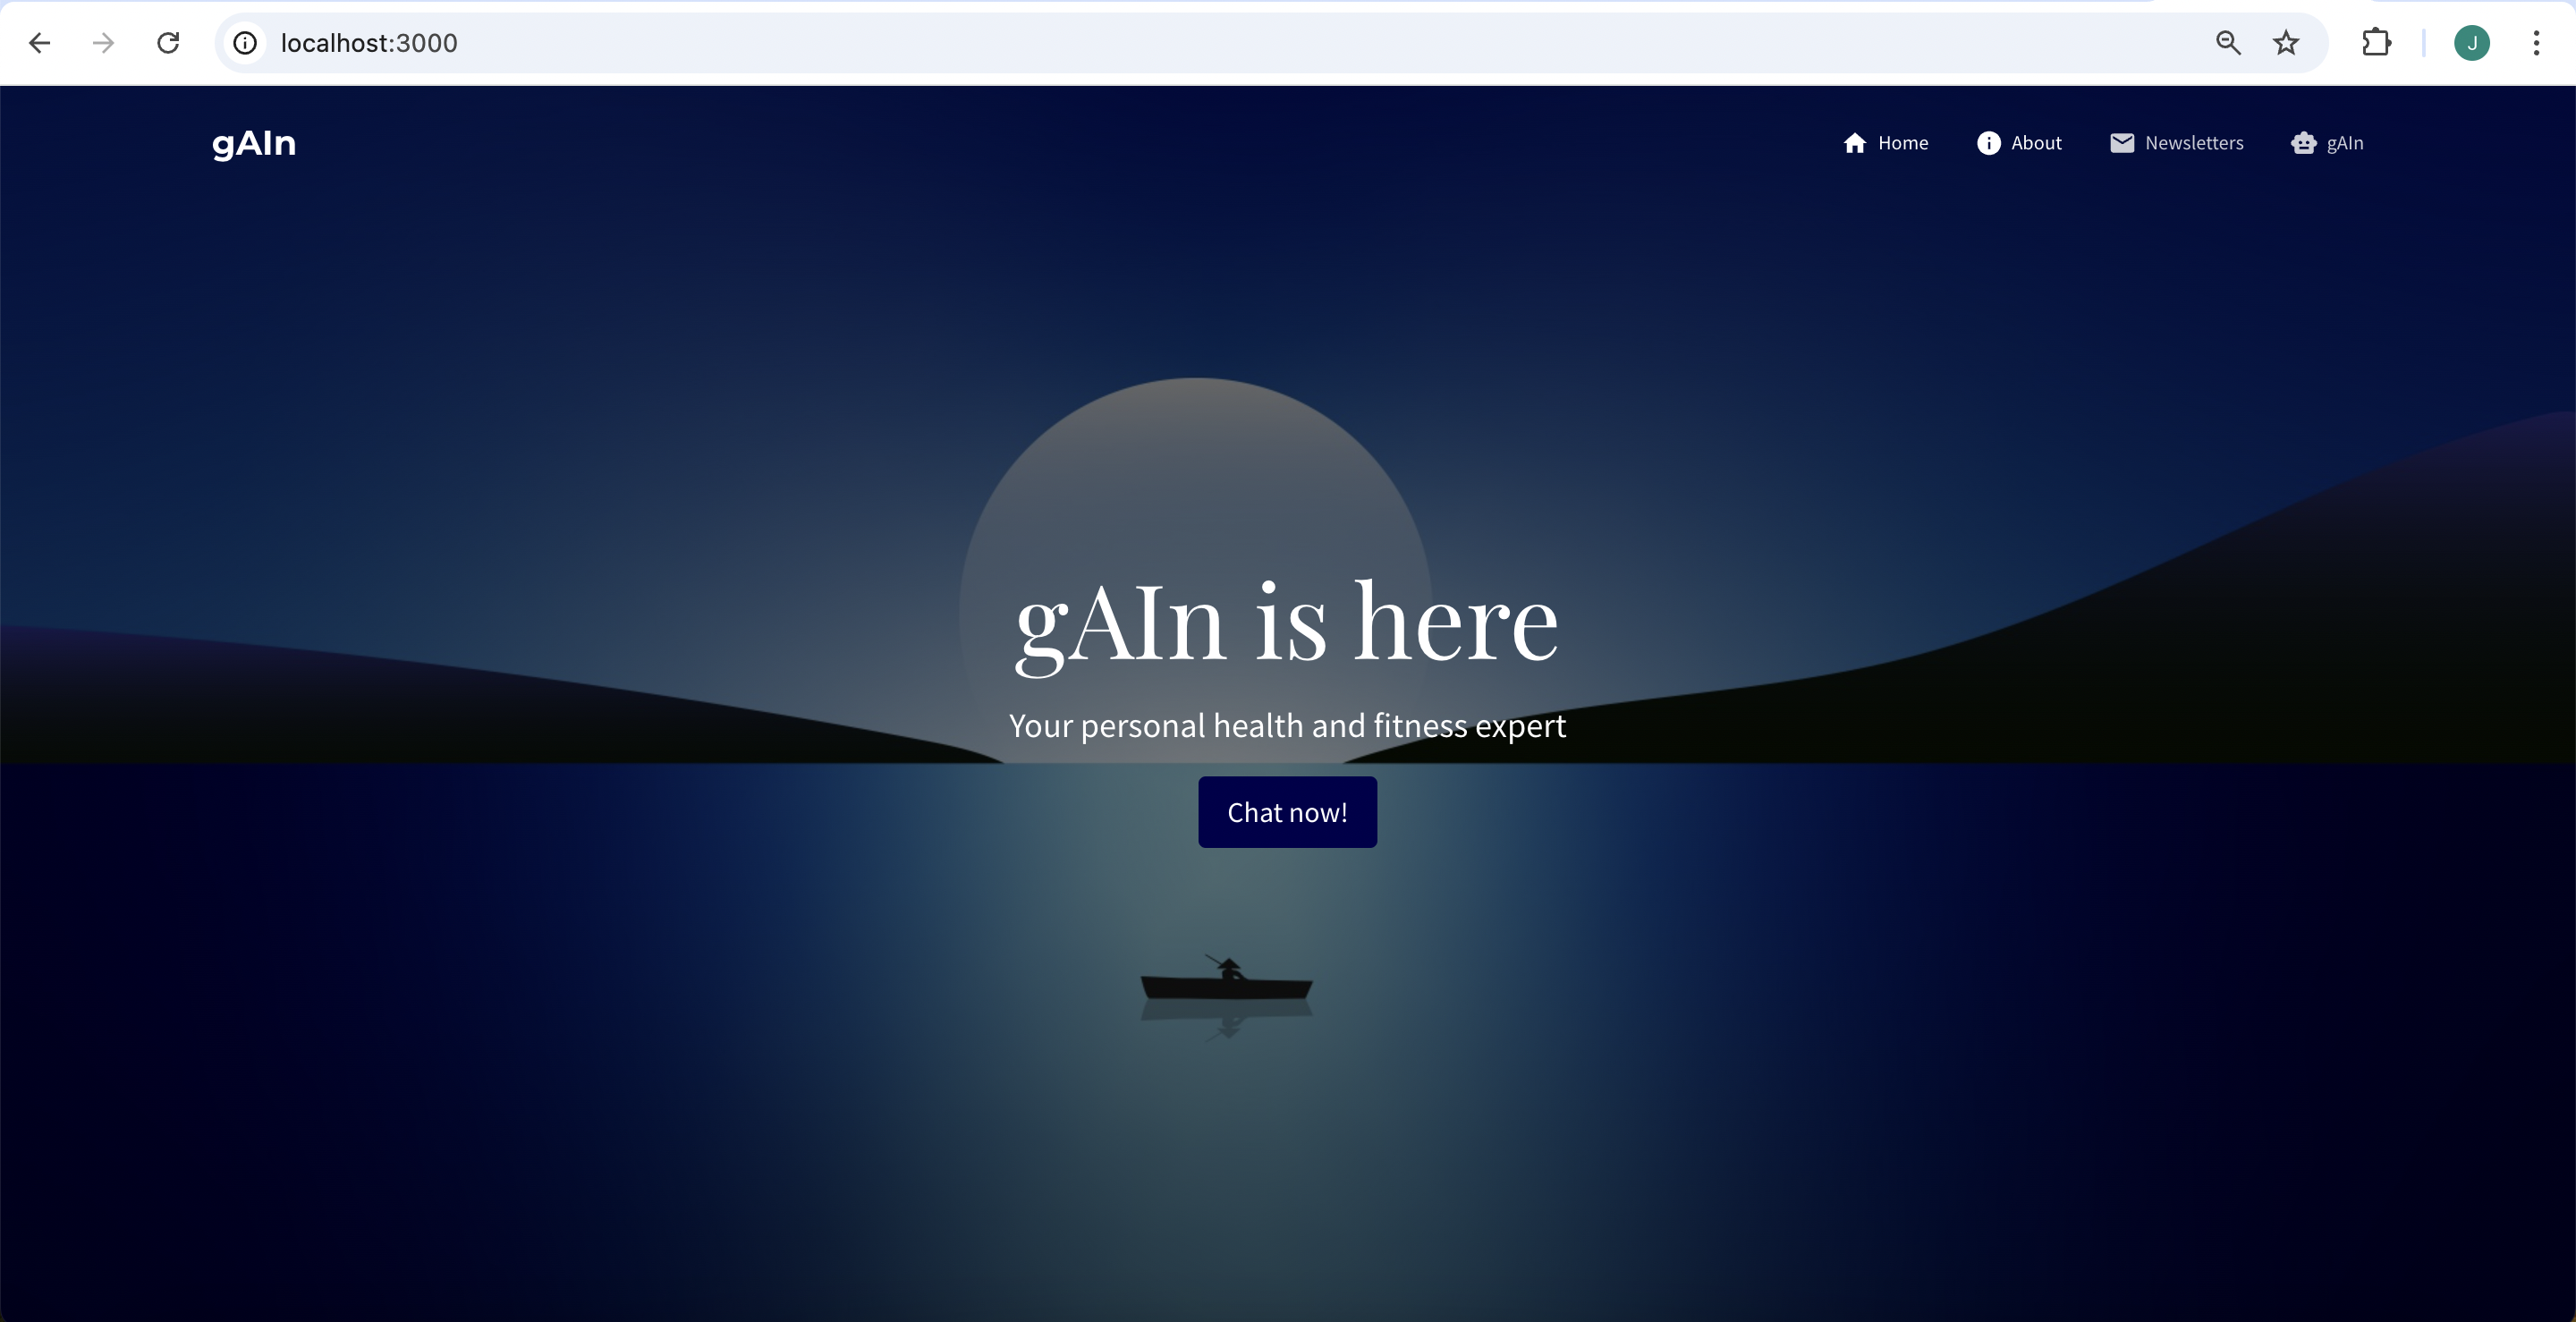 localhost:3000
J
gAIn
Home
About
Newsletters
gAIn
gAIn is here
Your personal health and fitness expert
Chat now!